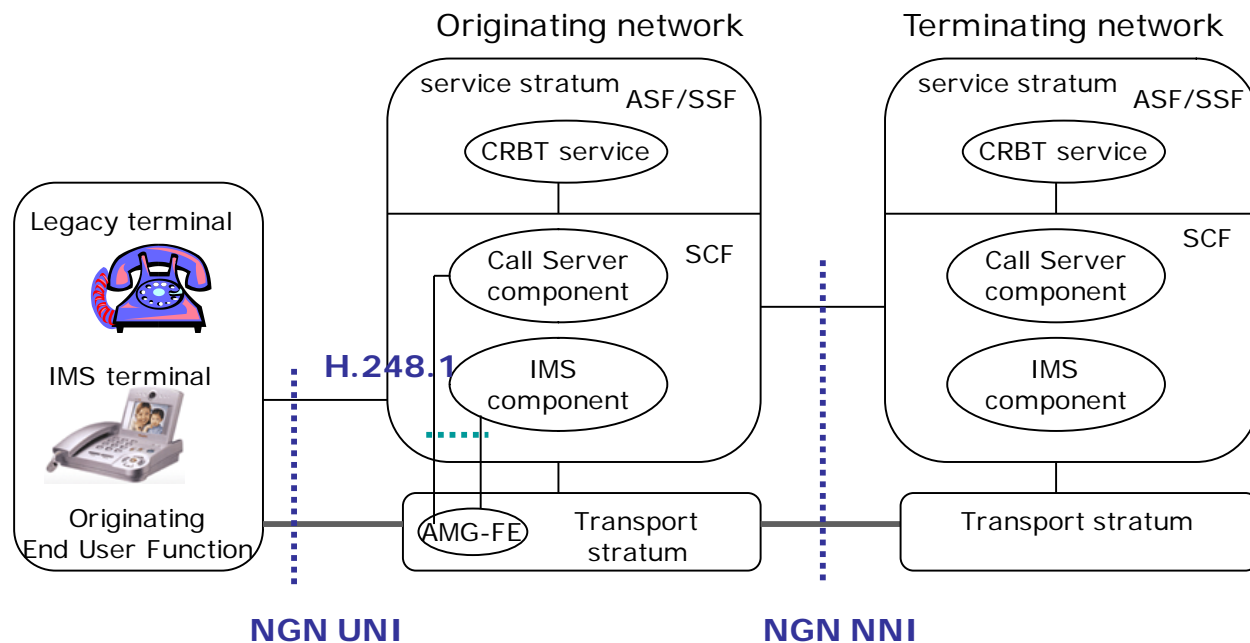 Originating network
Terminating network
service stratum
ASF/SSF
CRBT service
service stratum
ASF/SSF
CRBT service
Legacy terminal
Call Server
component
SCF
Call Server
component
SCF
IMS terminal
H.248.1
IMS
component
IMS
component
Originating
End User Function
AMG-FE
Transport
stratum
Transport stratum
NGN UNI
NGN NNI